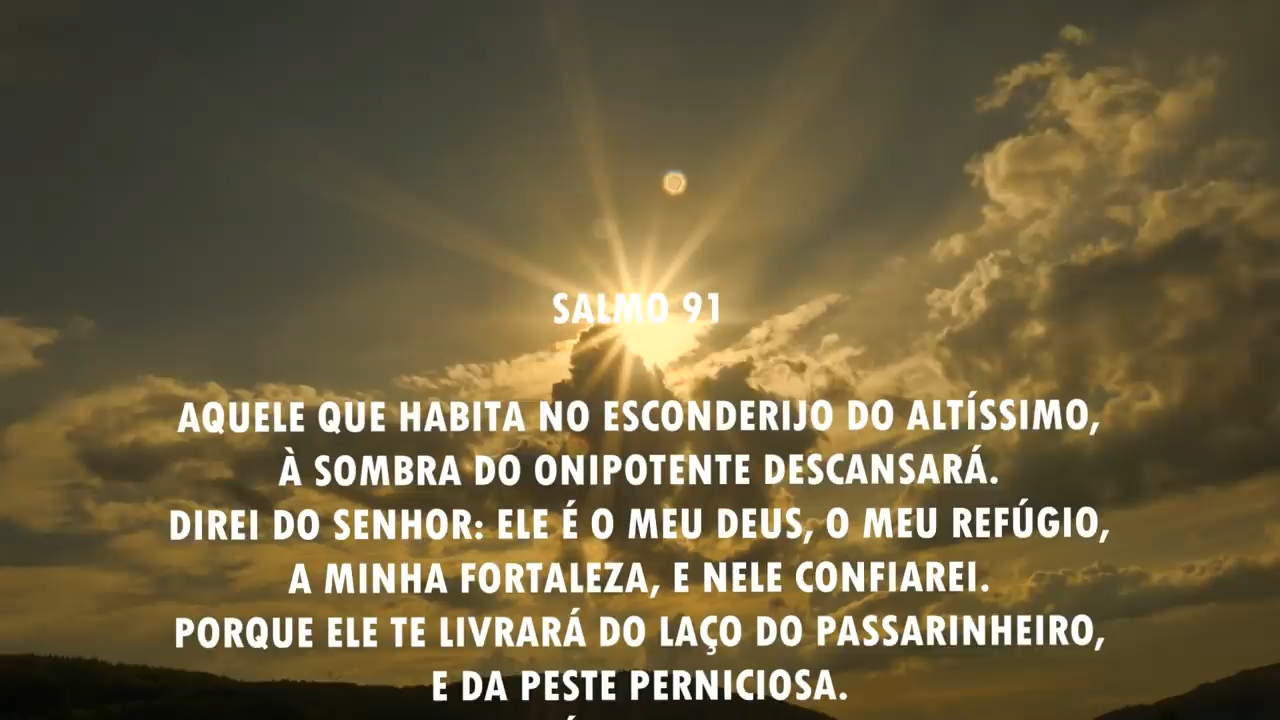 SALMO 91
AQUELE QUE HABITA NO ESCONDERIJO DO ALTÍSSIMO,
À SOMBRA DO ONIPOTENTE DESCANSARÁ.
DIREI DO SENHOR: ELE É O MEU DEUS, O MEU REFÚGIO,
A MINHA FORTALEZA, E NELE CONFIAREI.
PORQUE ELE TE LIVRARÁ DO LAÇO DO PASSARINHEIRO,
E DA PESTE PERNICIOSA.